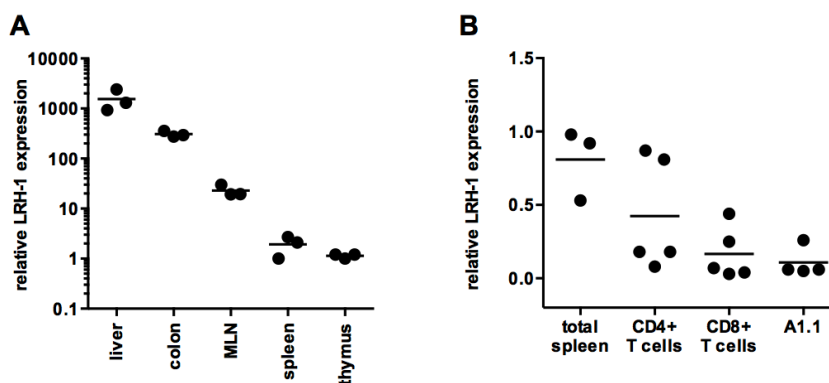 A
relative LRH-1 expression
10000
1000
100
10
1
0.1
liver
colon
MLN
spleen
thymus
B
relative LRH-1 expression
1.5
1.0
0.5
0.0
total
spleen
CD4+
T cells
CD8+
T cells
A1.1